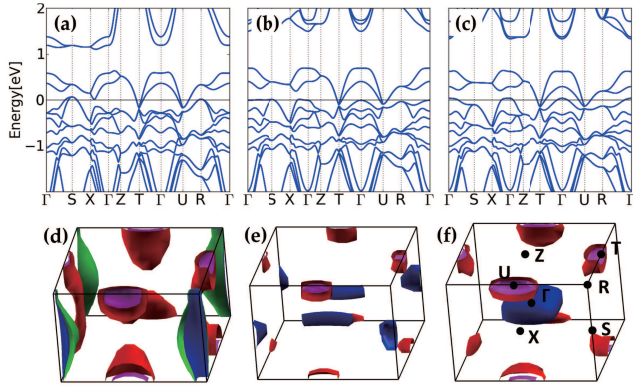 (a) (b) (c)
Energy[eV]
2
1
0
−1
Γ S X Γ Z T Γ U R Γ
Γ S X Γ Z T Γ U R Γ
Γ S X Γ Z T Γ U R Γ
(d) (e) (f)
Z T
U R
Γ
X S